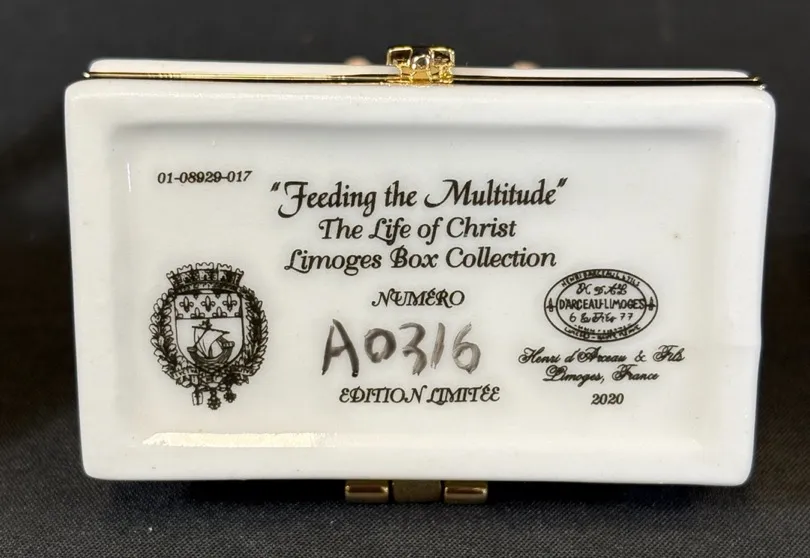 01-08929-017
"Feeding the Multitude"
The Life of Christ
Limoges Box Collection
NUMÉRO
A0316
EDITION LIMITÉE
D'ARCEAU-LIMOGES
Henri d'Arceau & Fils
Limoges, France
2020